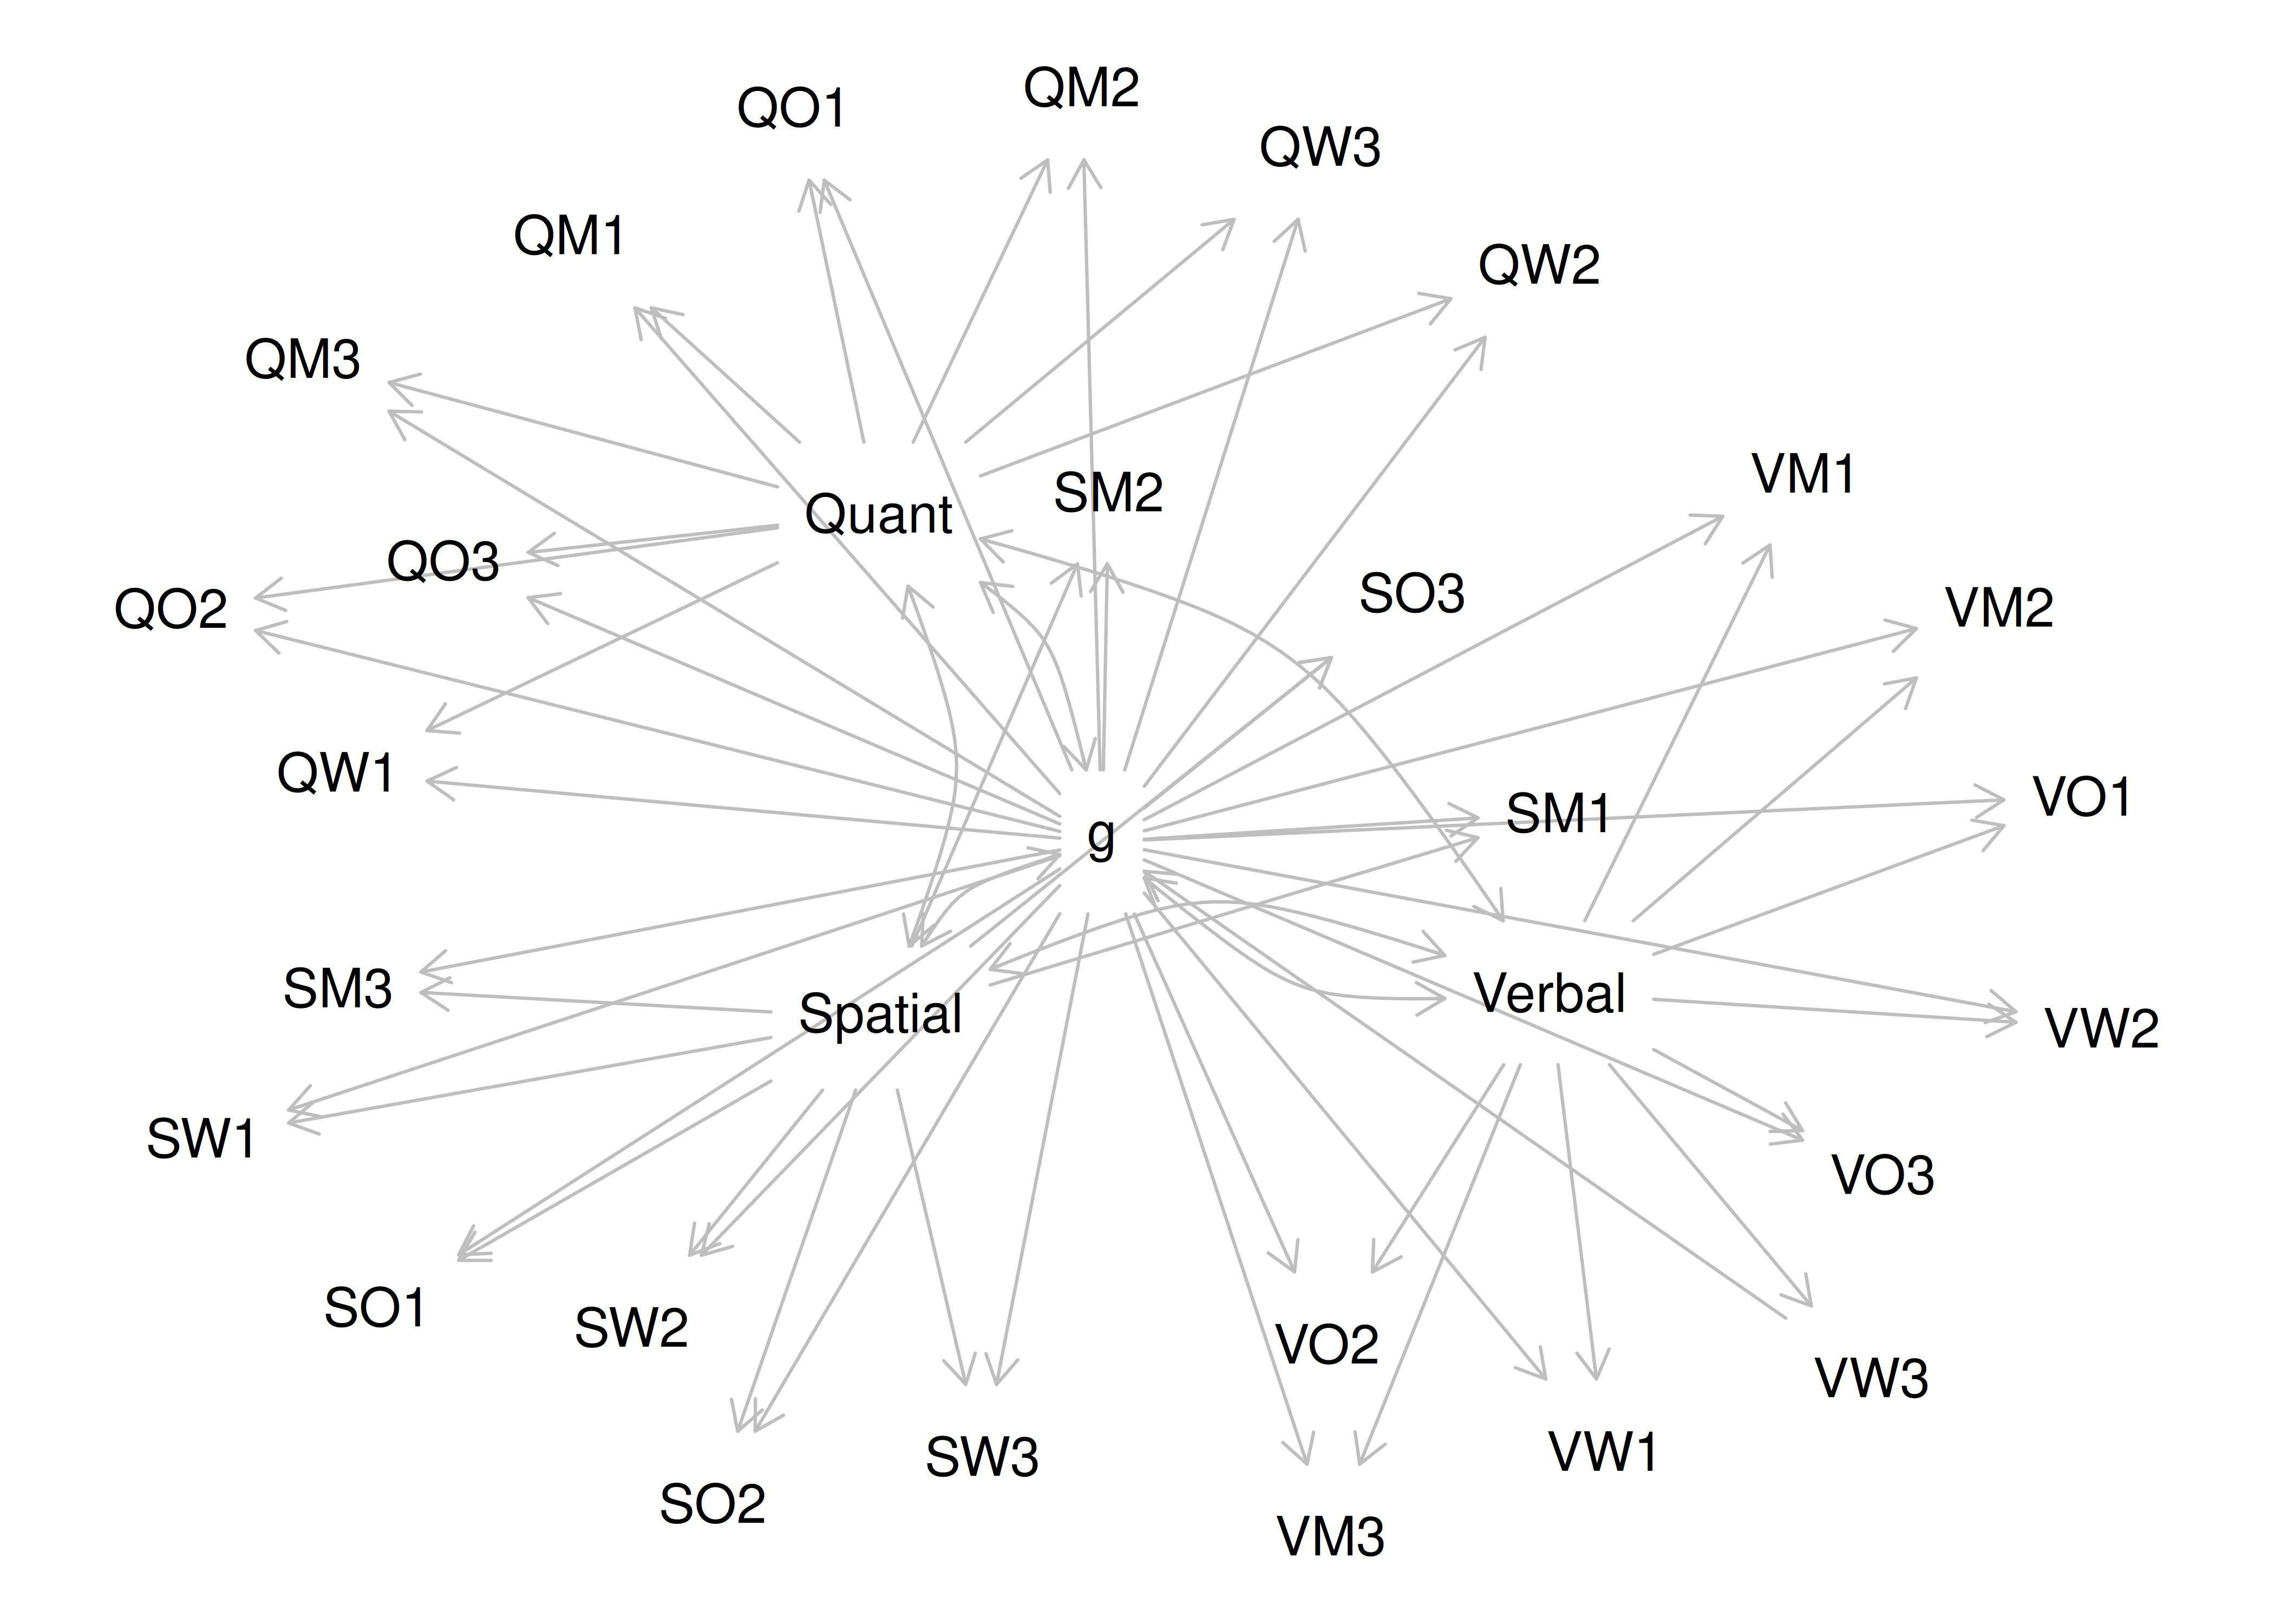 QM2
QO1
QW3
QM1
QW2
QM3
VM1
SM2
Quant
QO3
SO3
QO2
VM2
QW1
VO1
SM1
g
SM3
Verbal
Spatial
VW2
SW1
VO3
SO1
SW2
VO2
VW3
VW1
SW3
SO2
VM3